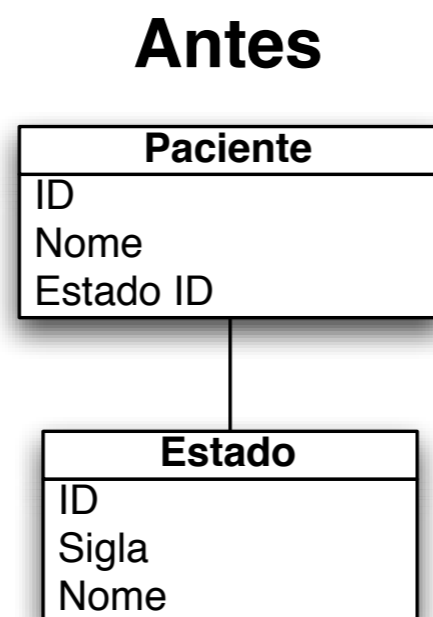 Antes
Paciente
ID
Nome
Estado ID
Estado
ID
Sigla
Nome